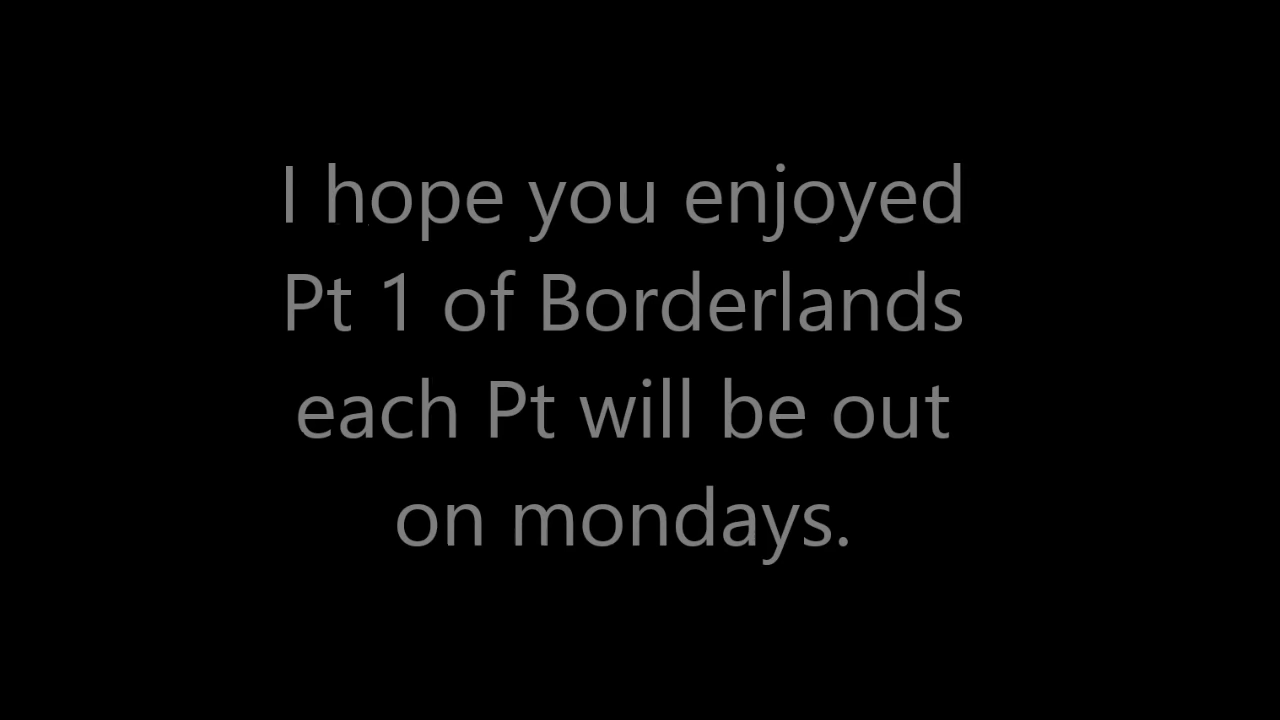 I hope you enjoyed
Pt 1 of Borderlands
each Pt will be out
on mondays.